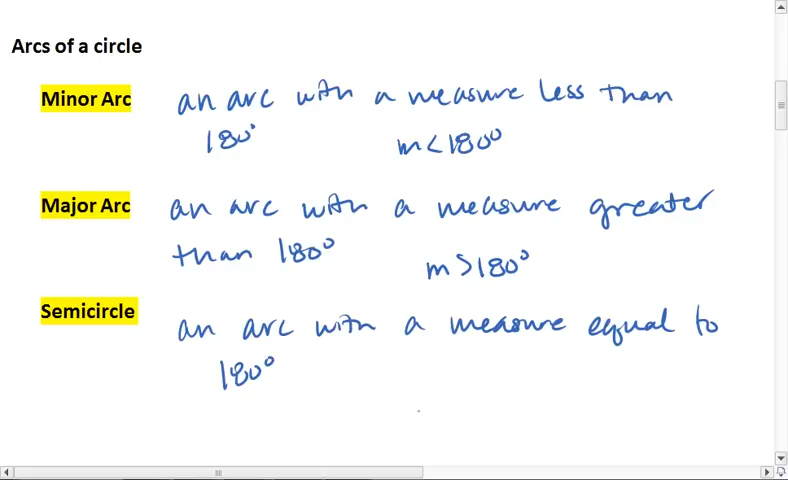 Arcs of a circle
Minor Arc an arc with a measure less than
180° m<180°
Major Arc an arc with a measure greater
than 180° m>180°
Semicircle an arc with a measure equal to
180°